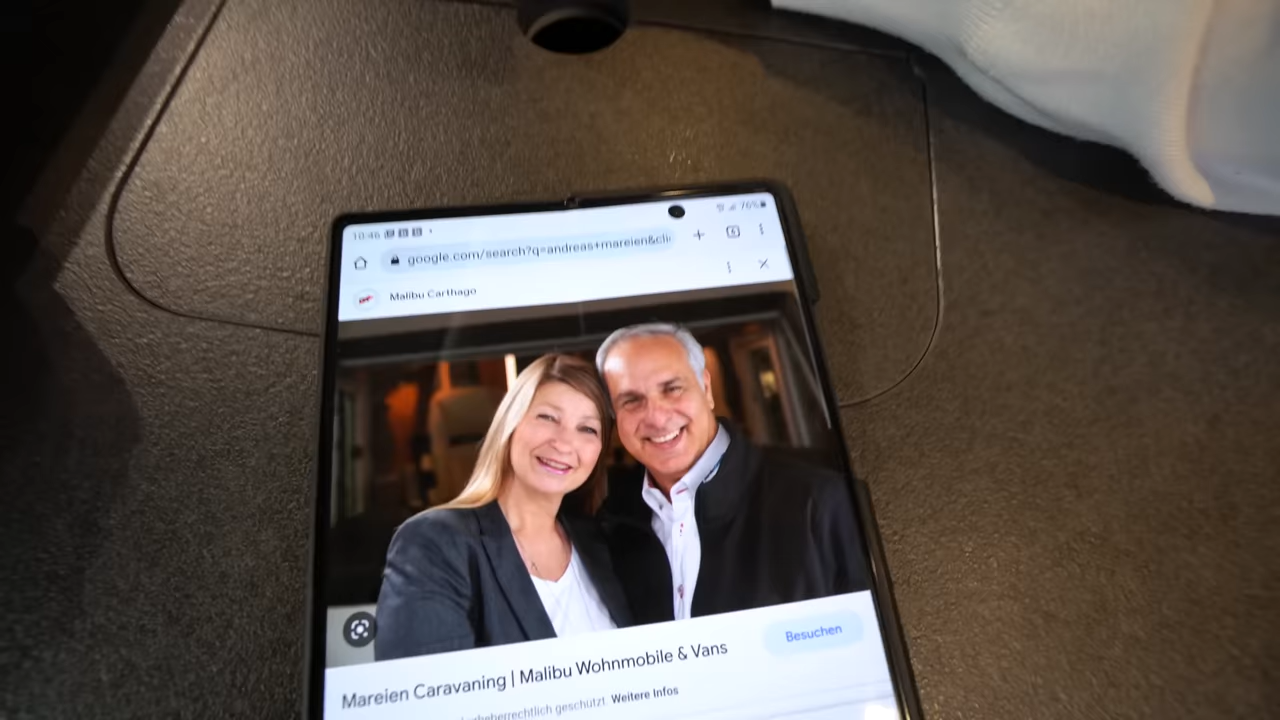 10:46
76%
google.com/search?q=andreas+mareien&cli
Malibu Carthago
Mareien Caravaning | Malibu Wohnmobile & Vans
Besuchen
urheberrechtlich geschützt. Weitere Infos